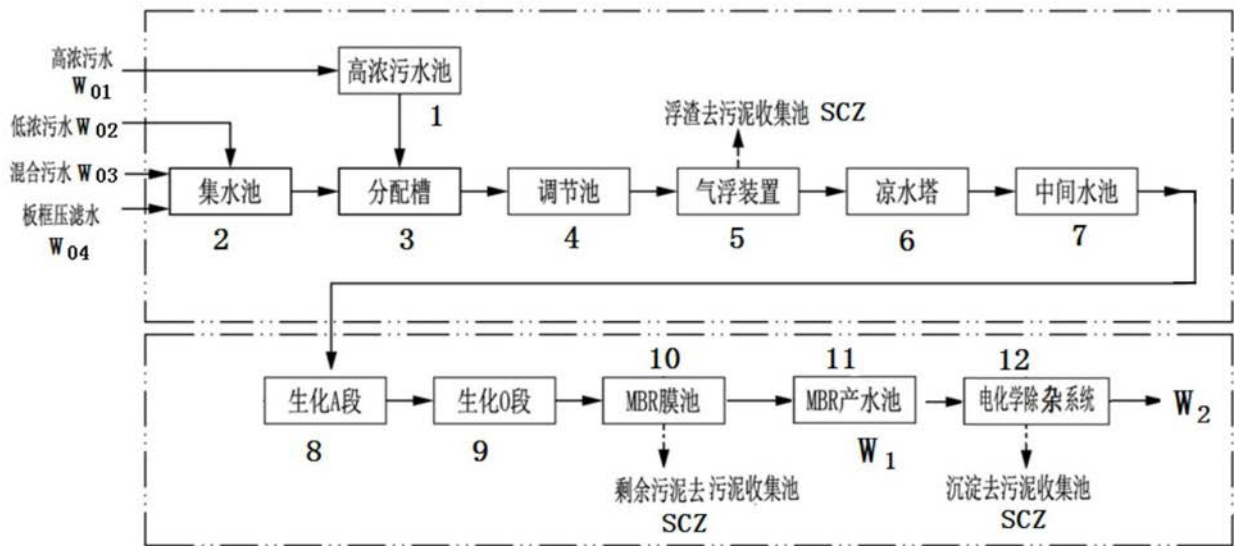 高浓污水
W01
高浓污水池
1
浮渣去污泥收集池 SCZ
低浓污水 W02
混合污水 W03
板框压滤水
W04
集水池
2
分配槽
3
调节池
4
气浮装置
5
凉水塔
6
中间水池
7
生化A段
8
生化O段
9
10
MBR膜池
11
MBR产水池
W1
12
电化学除杂系统
W2
剩余污泥去 污泥收集池
SCZ
沉淀去污泥收集池
SCZ